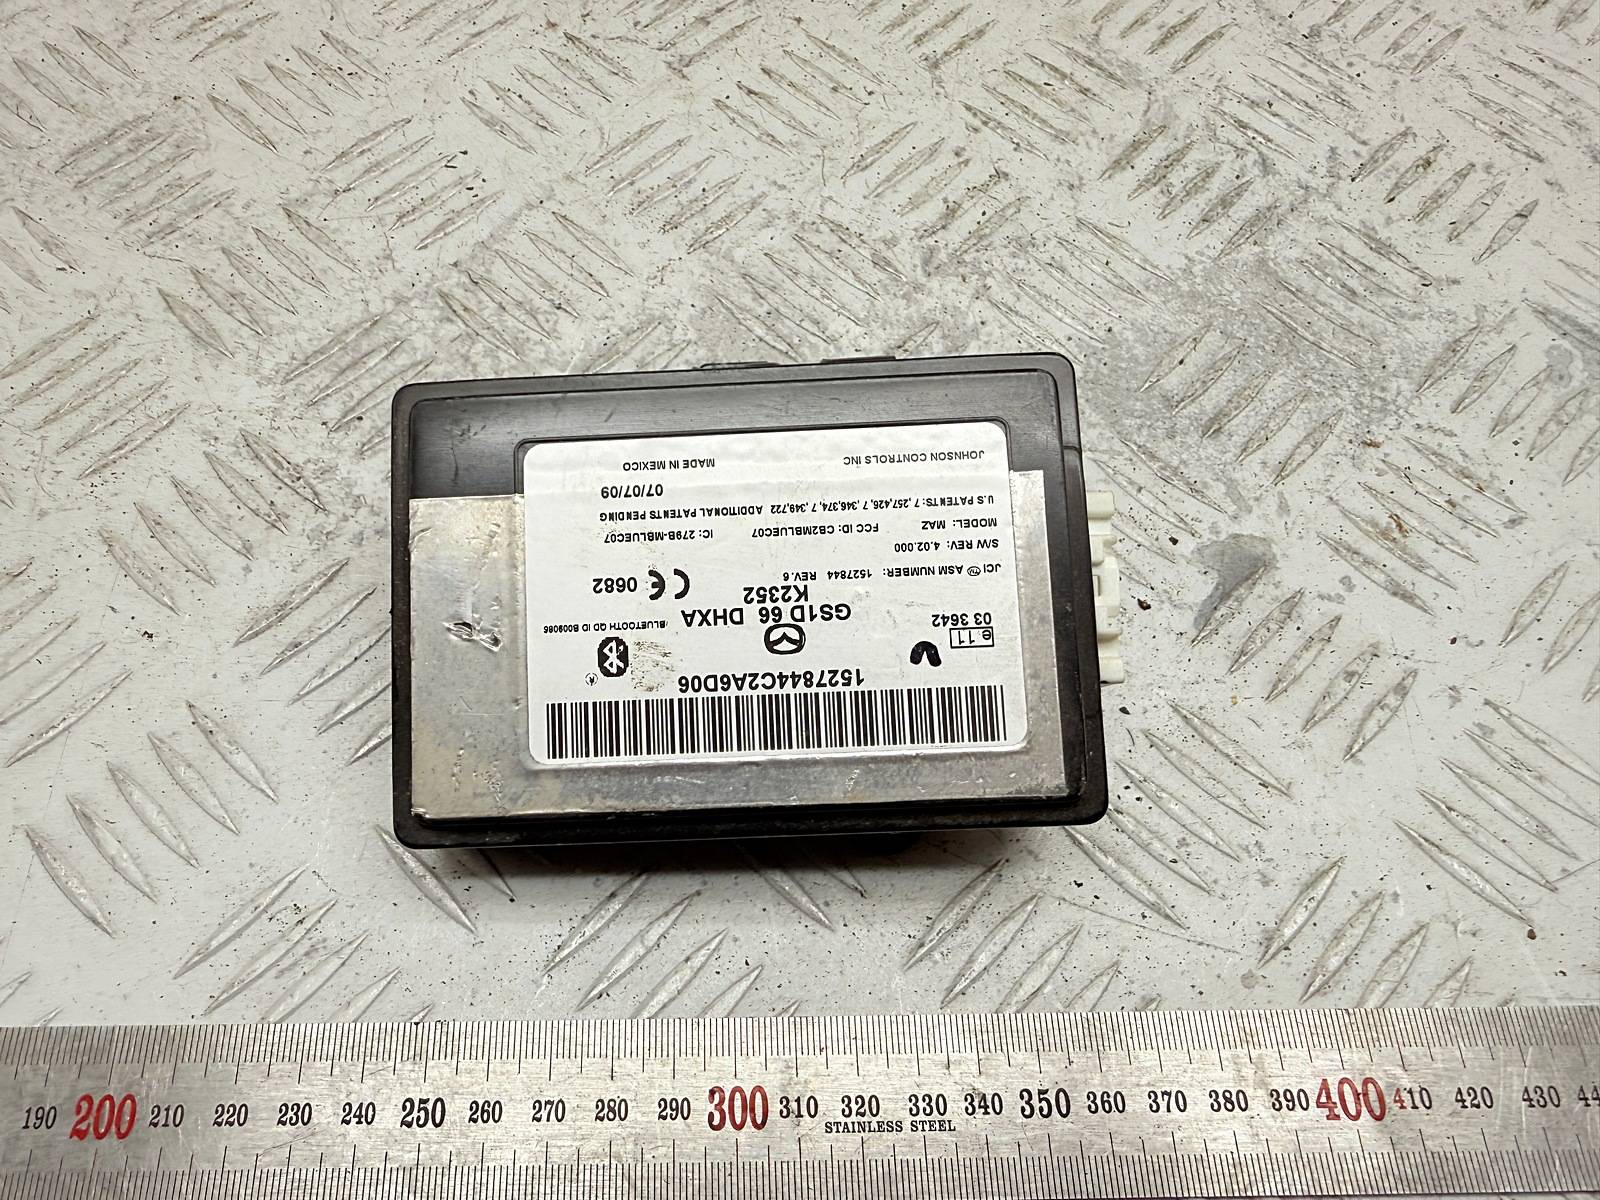 1527844C2A6D06
e 11
03 3642
GS1D 66 DHXA
K2352
BLUETOOTH QD ID B009086
CE 0682
JCI™ ASM NUMBER: 1527844 REV.6
S/W REV: 4.02.000
MODEL: MAZ FCC ID: CB2MBLUEC07 IC: 279B-MBLUEC07
U.S PATENTS: 7,257,426, 7,346,374, 7,349,722 ADDITIONAL PATENTS PENDING
07/07/09
JOHNSON CONTROLS INC MADE IN MEXICO
190 200 210 220 230 240 250 260 270 280 290 300 310 320 330 340 350 360 370 380 390 400 410 420 430
STAINLESS STEEL